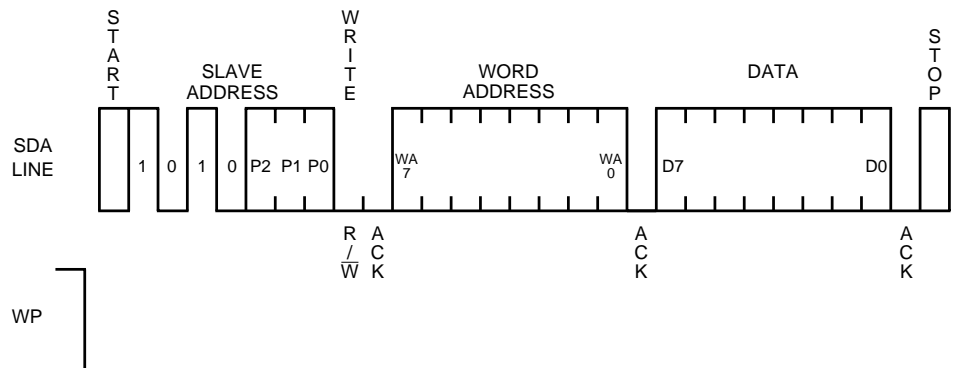 START
SLAVE
ADDRESS
WRITE
WORD
ADDRESS
DATA
STOP
SDA
LINE
1 0 1 0 P2 P1 P0
WA
7
WA
0
D7 D0
R/W
ACK
ACK
ACK
WP